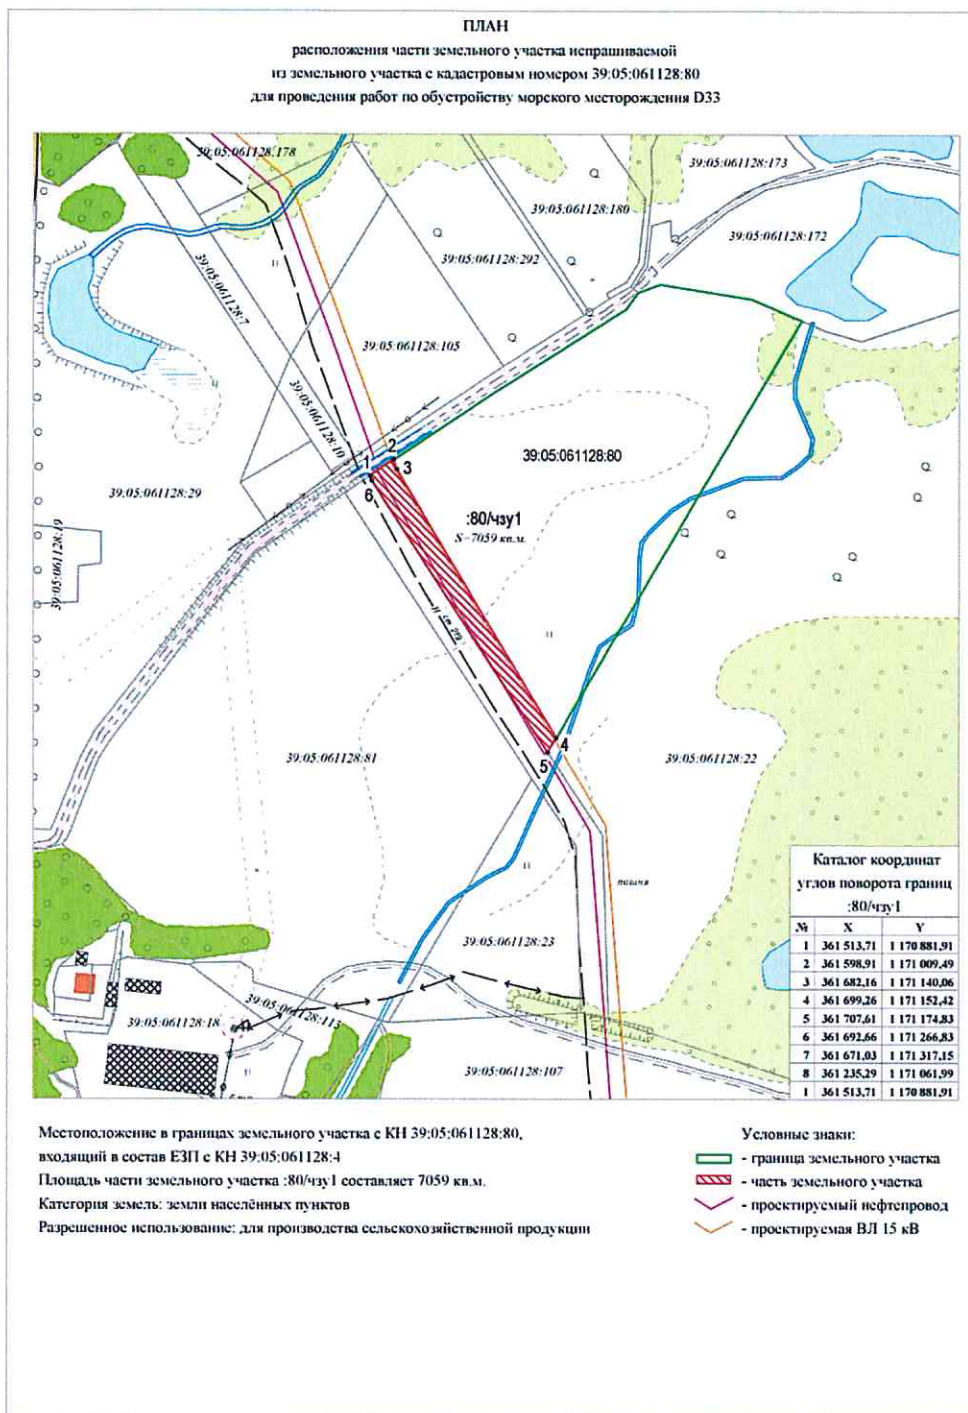 ПЛАН
расположения части земельного участка испрашиваемой
из земельного участка с кадастровым номером 39:05:061128:80
для проведения работ по обустройству морского месторождения D33
39:05:061128:178
39:05:061128:173
39:05:061128:180
39:05:061128:172
39:05:061128:292
39:05:061128:7
39:05:061128:105
39:05:061128:10
1
2
3
6
39:05:061128:80
39:05:061128:29
:80/чзу1
S=7059 кв.м.
39:05:061128:19
4
5
39:05:061128:81
39:05:061128:22
пашня
39:05:061128:23
39:05:061128:18
39:05:061128:113
39:05:061128:107
Каталог координат
углов поворота границ
:80/чзу1
№ X Y
1 361 513,71 1 170 881,91
2 361 598,91 1 171 009,49
3 361 682,16 1 171 140,06
4 361 699,26 1 171 152,42
5 361 707,61 1 171 174,83
6 361 692,66 1 171 266,83
7 361 671,03 1 171 317,15
8 361 235,29 1 171 061,99
1 361 513,71 1 170 881,91
Местоположение в границах земельного участка с КН 39:05:061128:80,
входящий в состав ЕЗП с КН 39:05:061128:4
Площадь части земельного участка :80/чзу1 составляет 7059 кв.м.
Категория земель: земли населённых пунктов
Разрешенное использование: для производства сельскохозяйственной продукции
Условные знаки:
- граница земельного участка
- часть земельного участка
- проектируемый нефтепровод
- проектируемая ВЛ 15 кВ